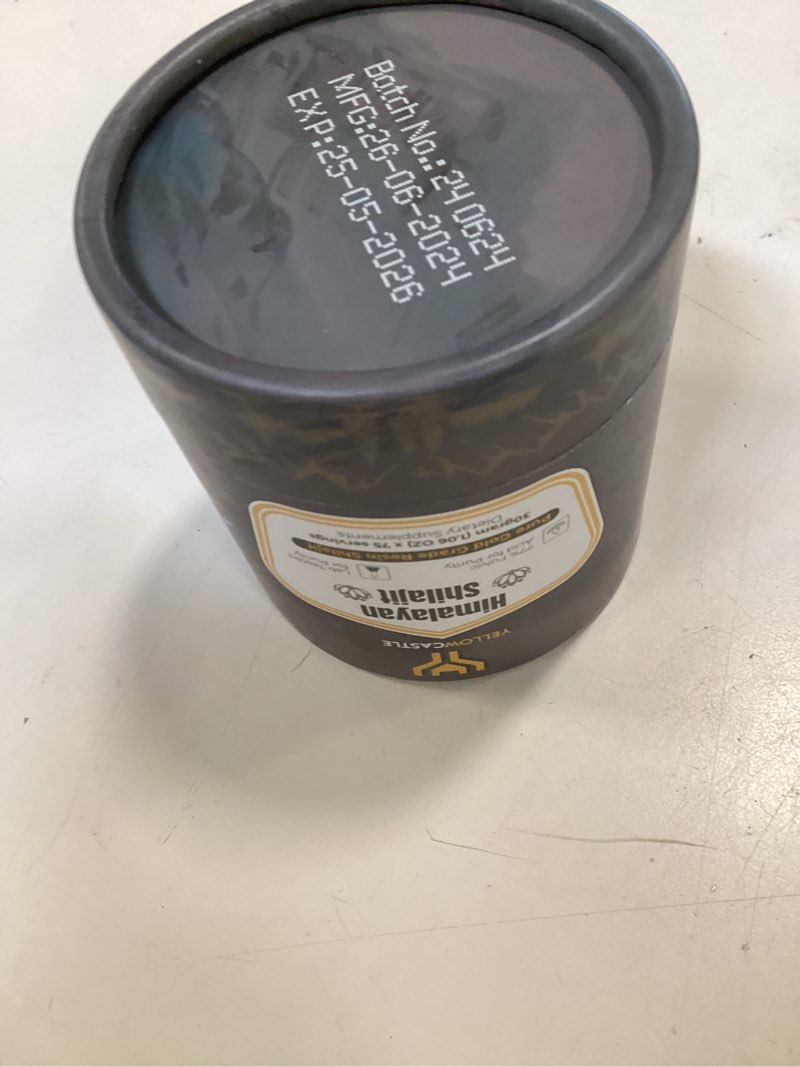 Batch No.: 240624
MFG:26-06-2024
EXP:25-05-2026
YELLOWCASTLE
Himalayan
Shilajit
77% Fulvic
Acid for Purity
Lab Tested
for Purity
Pure Gold Grade Resin Shilajit
30gram (1.06 OZ) x 75 servings
Dietary Supplements